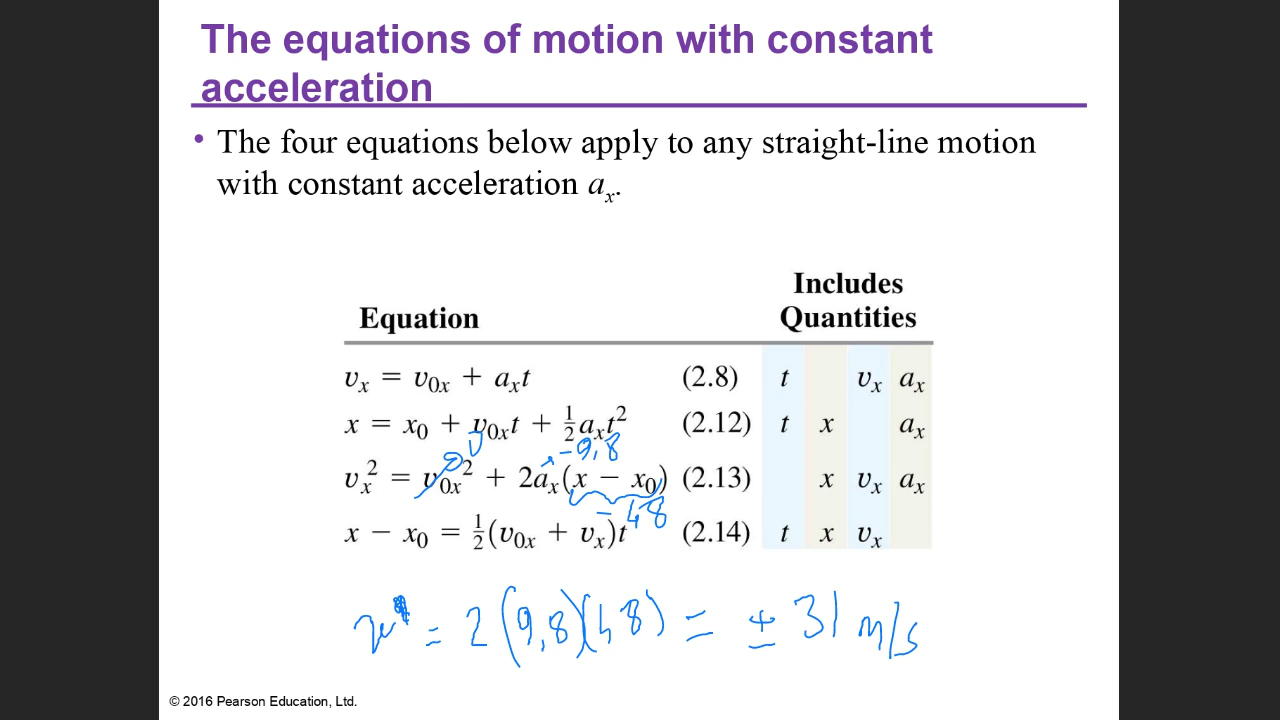 The equations of motion with constant
acceleration
• The four equations below apply to any straight-line motion
with constant acceleration aₓ.
Includes
Equation Quantities
vₓ = v₀ₓ + aₓt (2.8) t vₓ aₓ
x = x₀ + v₀ₓt + ½aₓt² (2.12) t x aₓ
0 -9,8
vₓ² = v₀ₓ² + 2aₓ(x − x₀) (2.13) x vₓ aₓ
-48
x − x₀ = ½(v₀ₓ + vₓ)t (2.14) t x vₓ
= 2(9,8)(48) = ± 31 m/s
© 2016 Pearson Education, Ltd.